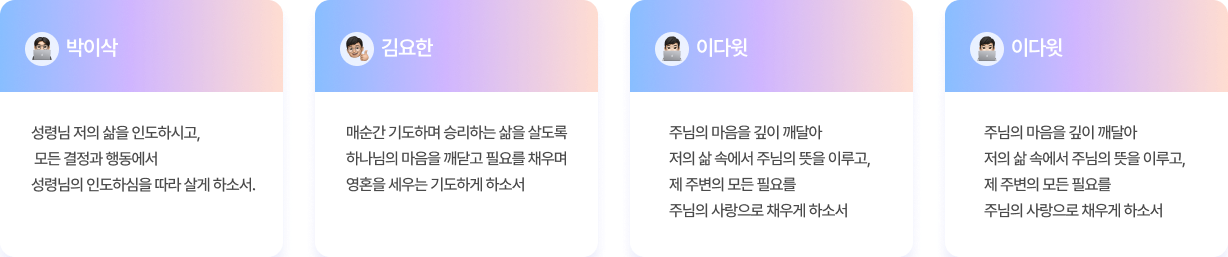 박이삭
성령님 저의 삶을 인도하시고,
모든 결정과 행동에서
성령님의 인도하심을 따라 살게 하소서.
김요한
매순간 기도하며 승리하는 삶을 살도록
하나님의 마음을 깨닫고 필요를 채우며
영혼을 세우는 기도하게 하소서
이다윗
주님의 마음을 깊이 깨달아
저의 삶 속에서 주님의 뜻을 이루고,
제 주변의 모든 필요를
주님의 사랑으로 채우게 하소서
이다윗
주님의 마음을 깊이 깨달아
저의 삶 속에서 주님의 뜻을 이루고,
제 주변의 모든 필요를
주님의 사랑으로 채우게 하소서